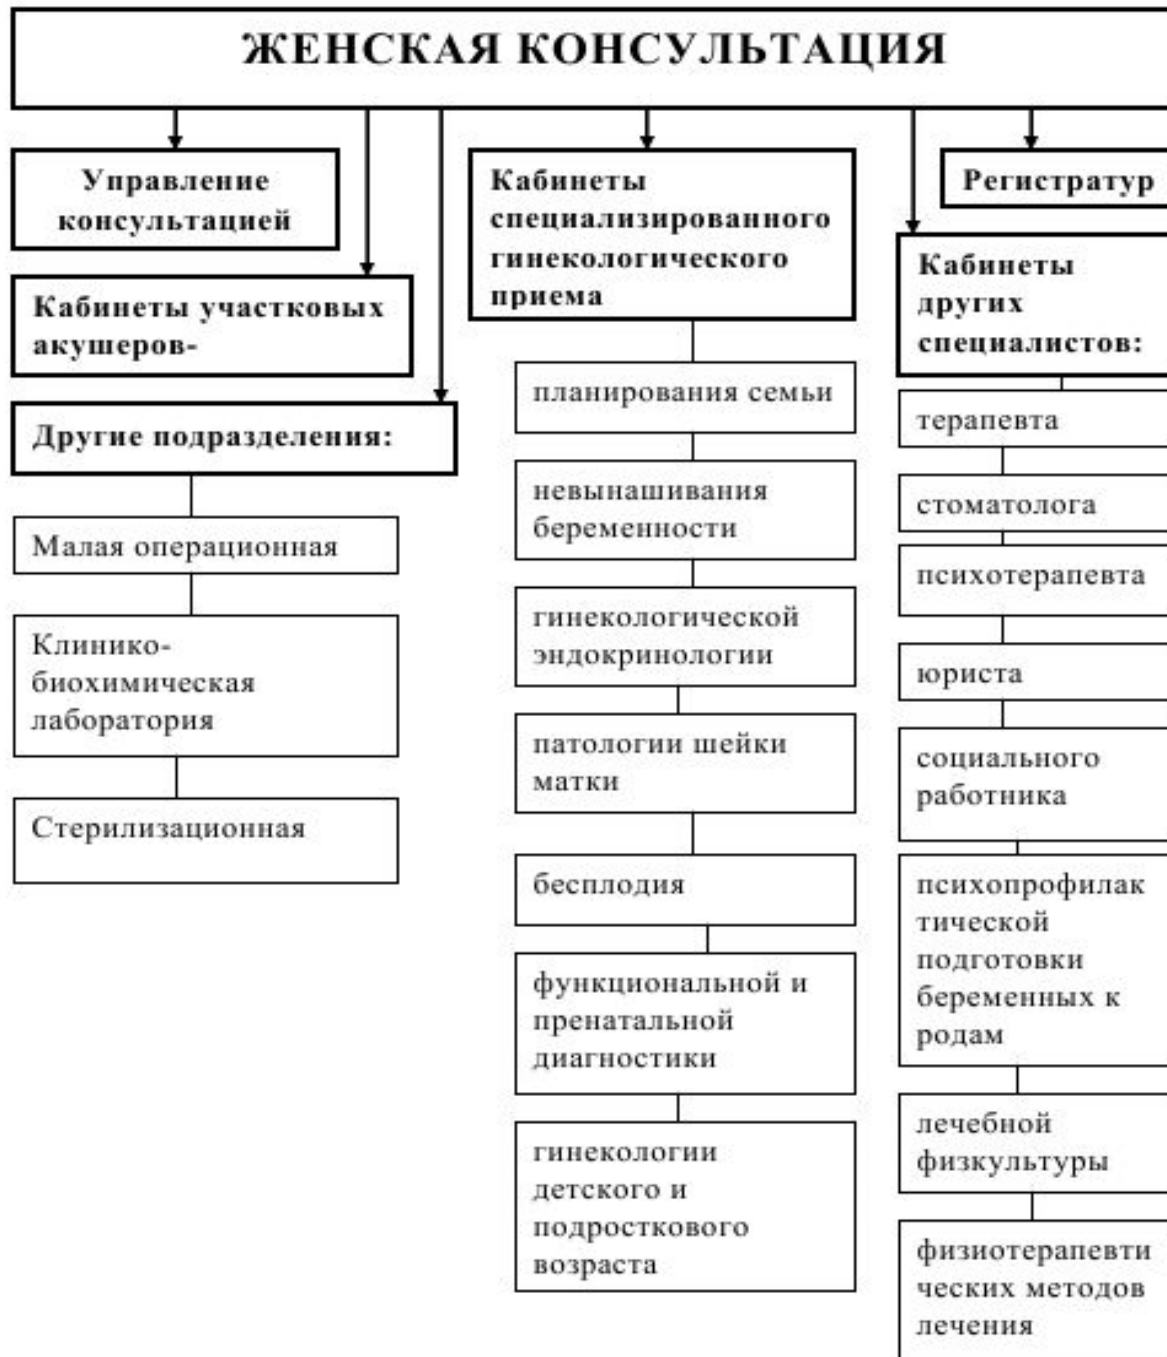 ЖЕНСКАЯ КОНСУЛЬТАЦИЯ
Управление
консультацией
Кабинеты участковых
акушеров-
Другие подразделения:
Малая операционная
Клинико-
биохимическая
лаборатория
Стерилизационная
Кабинеты
специализированного
гинекологического
приема
планирования семьи
невынашивания
беременности
гинекологической
эндокринологии
патологии шейки
матки
бесплодия
функциональной и
пренатальной
диагностики
гинекологии
детского и
подросткового
возраста
Регистратур
Кабинеты
других
специалистов:
терапевта
стоматолога
психотерапевта
юриста
социального
работника
психопрофилак
тической
подготовки
беременных к
родам
лечебной
физкультуры
физиотерапевти
ческих методов
лечения